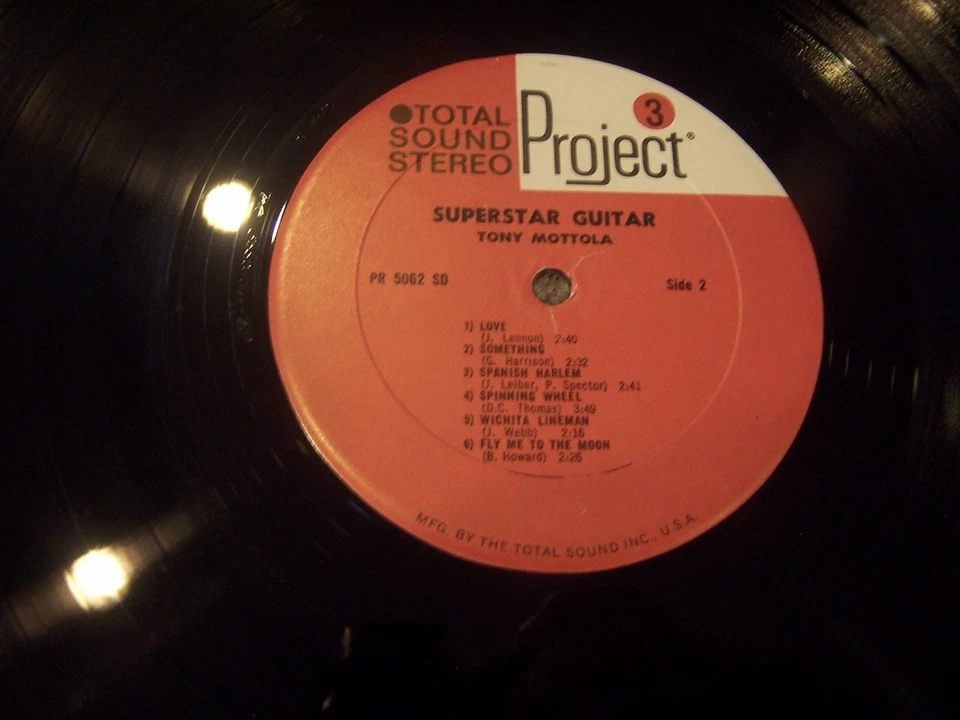 ●TOTAL
SOUND
STEREO
Project®
3
SUPERSTAR GUITAR
TONY MOTTOLA
PR 5062 SD
Side 2
1) LOVE
(J. Lennon) 2:40
2) SOMETHING
(G. Harrison) 2:32
3) SPANISH HARLEM
(J. Leiber, P. Spector) 2:41
4) SPINNING WHEEL
(D.C. Thomas) 3:49
5) WICHITA LINEMAN
(J. Webb) 2:16
6) FLY ME TO THE MOON
(B. Howard) 2:26
MFG. BY THE TOTAL SOUND INC., U.S.A.